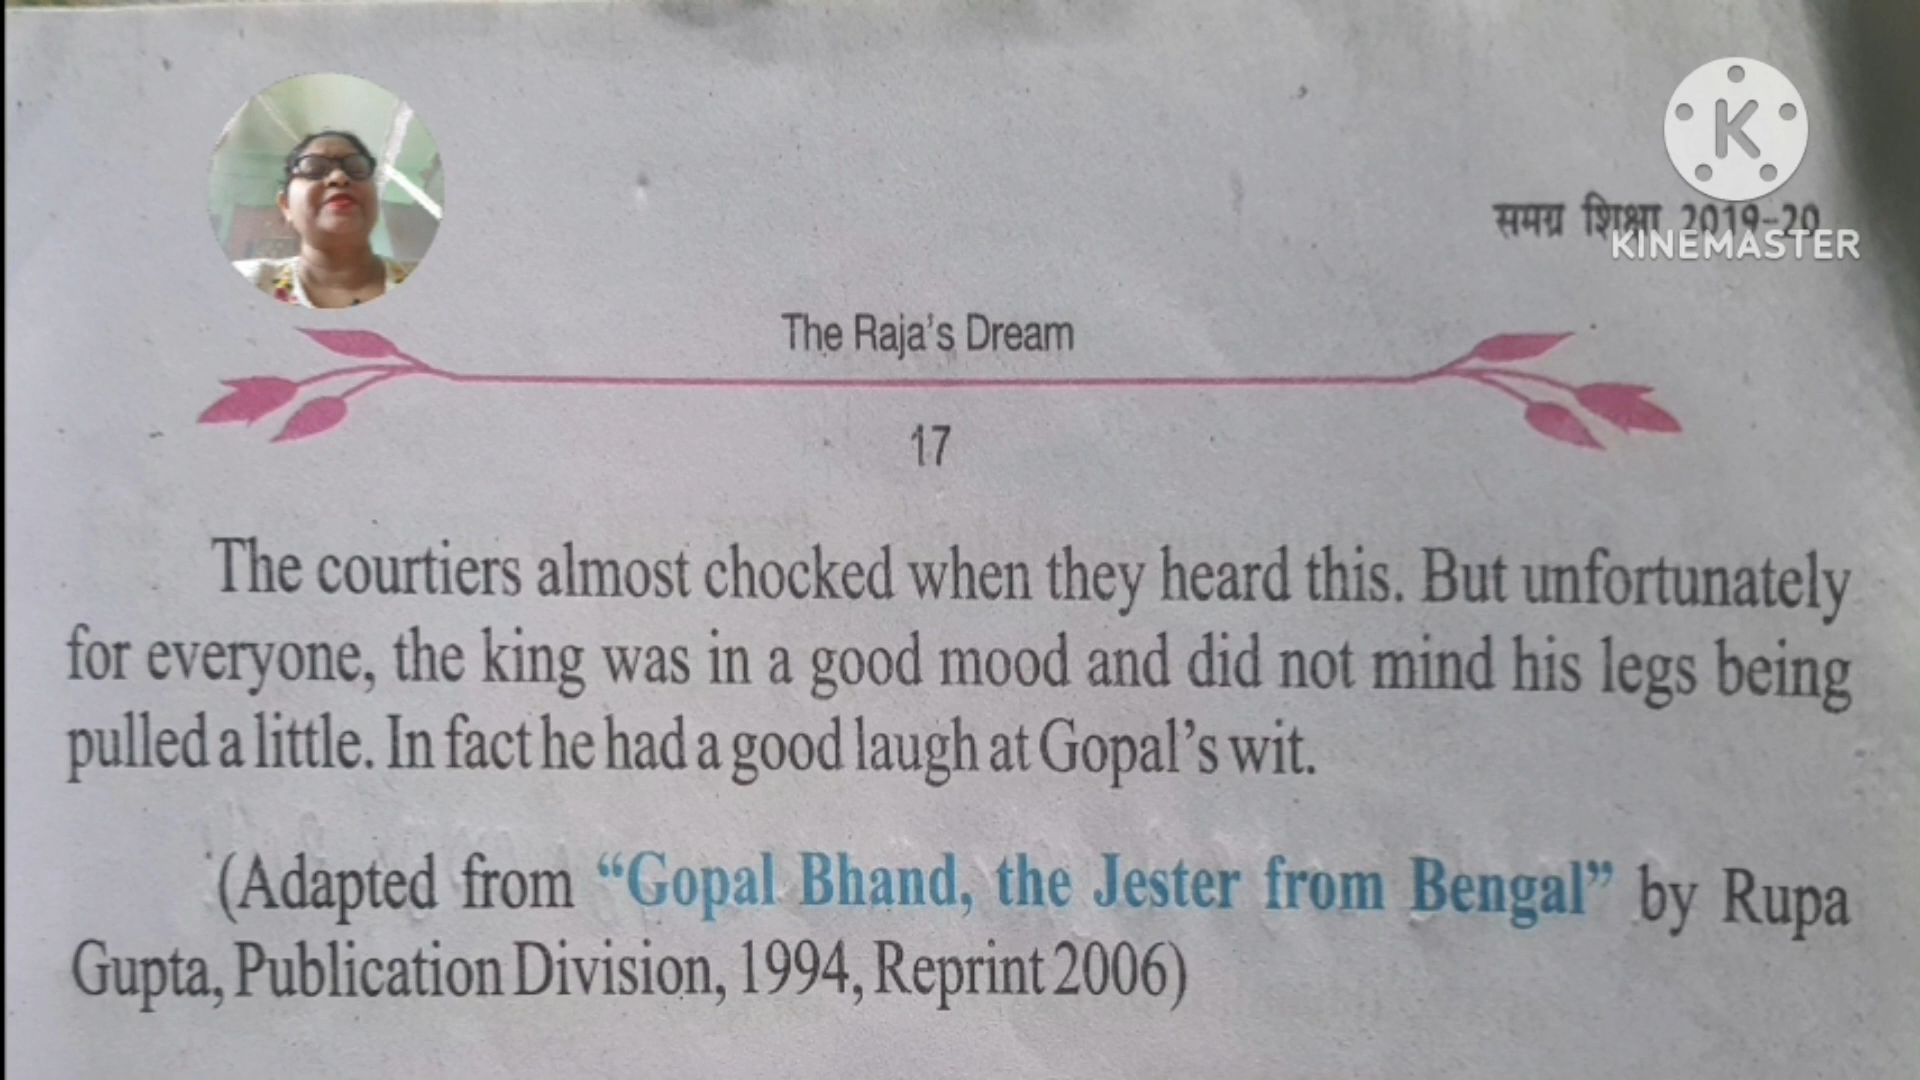 K
समग्र शिक्षा 2019-20
KINEMASTER
The Raja's Dream
17
The courtiers almost chocked when they heard this. But unfortunately
for everyone, the king was in a good mood and did not mind his legs being
pulled a little. In fact he had a good laugh at Gopal's wit.
(Adapted from “Gopal Bhand, the Jester from Bengal” by Rupa
Gupta, Publication Division, 1994, Reprint 2006)